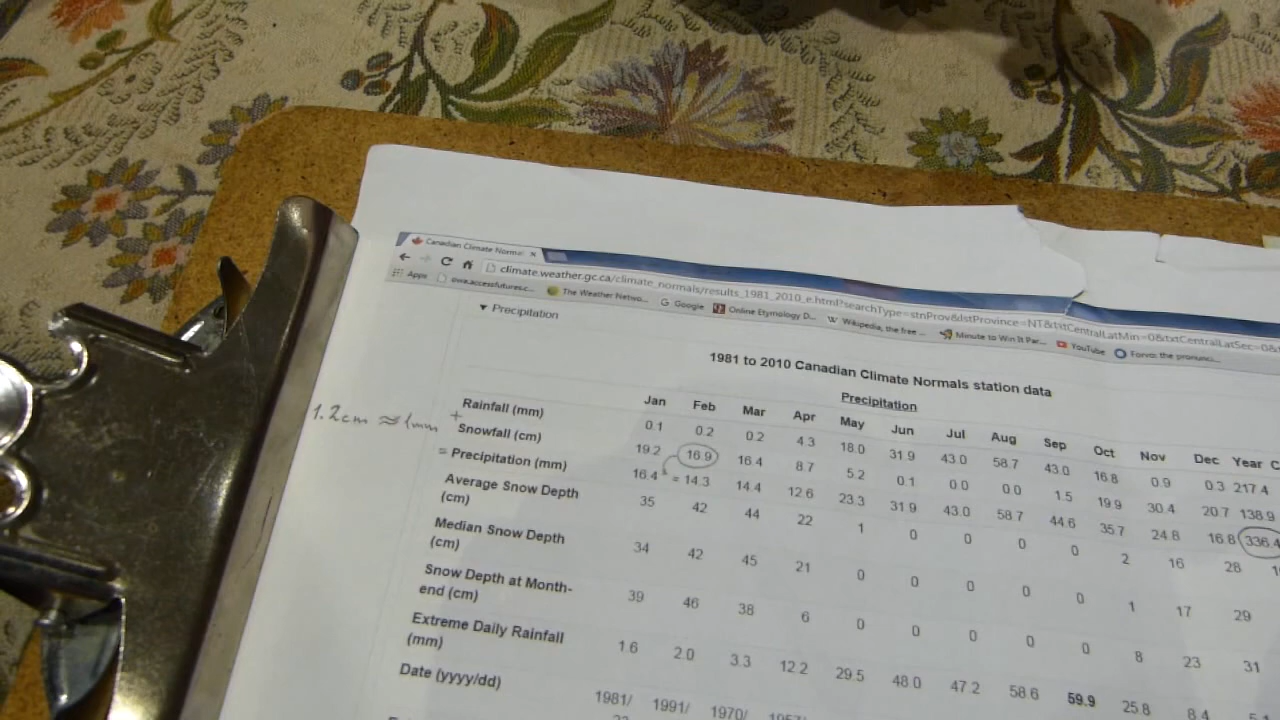 Canadian Climate Normal
climate.weather.gc.ca/climate_normals/results_1981_2010_e.html?searchType=stnProv&lstProvince=NT&txtCentralLatMin=0&txtCentralLatSec=0&
Apps owa.accessfutures.c... The Weather Netwo... Google Online Etymology D... Wikipedia, the free ... Minute to Win It Par... YouTube Forvo: the pronunci...
▼ Precipitation
1981 to 2010 Canadian Climate Normals station data
Precipitation
Jan Feb Mar Apr May Jun Jul Aug Sep Oct Nov Dec Year C
Rainfall (mm) 0.1 0.2 0.2 4.3 18.0 31.9 43.0 58.7 43.0 16.8 0.9 0.3 217.4
1.2cm ≈ 1mm
+ Snowfall (cm) 19.2 16.9 16.4 8.7 5.2 0.1 0.0 0.0 1.5 19.9 30.4 20.7 138.9
= Precipitation (mm) 16.4 = 14.3 14.4 12.6 23.3 31.9 43.0 58.7 44.6 35.7 24.8 16.8 336.4
Average Snow Depth 35 42 44 22 1 0 0 0 0 2 16 28
(cm)
Median Snow Depth 34 42 45 21 0 0 0 0 0 1 17 29
(cm)
Snow Depth at Month- 39 46 38 6 0 0 0 0 0 8 23 31
end (cm)
Extreme Daily Rainfall 1.6 2.0 3.3 12.2 29.5 48.0 47.2 58.6 59.9 25.8 8.4
(mm)
Date (yyyy/dd) 1981/ 1991/ 1970/